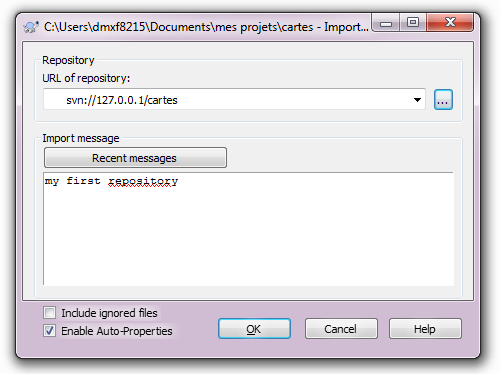 C:\Users\dmxf8215\Documents\mes projets\cartes - Import...
Repository
URL of repository:
svn://127.0.0.1/cartes
...
Import message
Recent messages
my first repository
Include ignored files
Enable Auto-Properties
OK
Cancel
Help